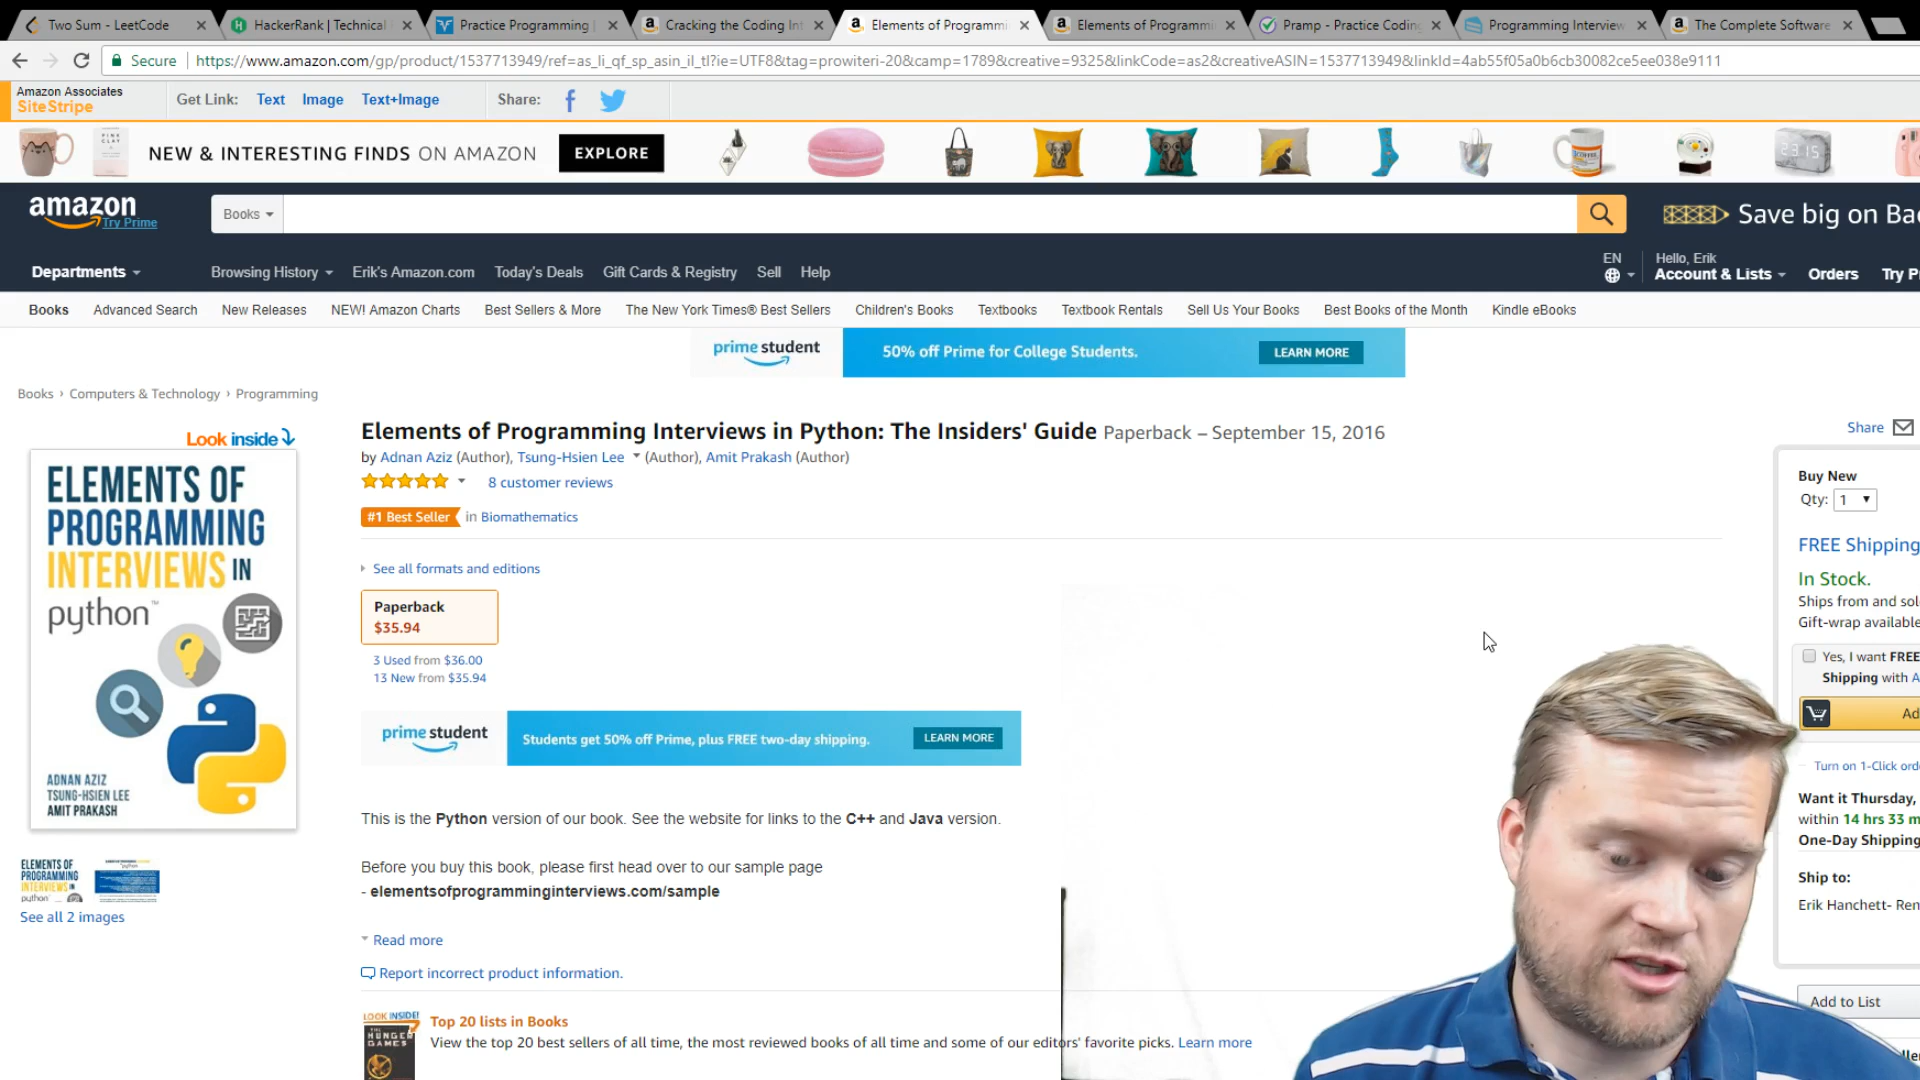 Two Sum - LeetCode
HackerRank | Technical
Practice Programming |
Cracking the Coding Int
Elements of Programmi
Elements of Programmi
Pramp - Practice Coding
Programming Interview
The Complete Software
Secure https://www.amazon.com/gp/product/1537713949/ref=as_li_qf_sp_asin_il_tl?ie=UTF8&tag=prowiteri-20&camp=1789&creative=9325&linkCode=as2&creativeASIN=1537713949&linkId=4ab55f05a0b6cb30082ce5ee038e9111
Amazon Associates
SiteStripe
Get Link: Text Image Text+Image Share:
PINK CLAY
NEW & INTERESTING FINDS ON AMAZON EXPLORE
COFFEE
23:15
amazon
Try Prime
Books
Save big on Ba
Departments
Browsing History Erik's Amazon.com Today's Deals Gift Cards & Registry Sell Help
EN
Hello, Erik
Account & Lists
Orders
Try P
Books Advanced Search New Releases NEW! Amazon Charts Best Sellers & More The New York Times® Best Sellers Children's Books Textbooks Textbook Rentals Sell Us Your Books Best Books of the Month Kindle eBooks
prime student 50% off Prime for College Students. LEARN MORE
Books › Computers & Technology › Programming
Look inside
ELEMENTS OF
PROGRAMMING
INTERVIEWS IN
python™
ADNAN AZIZ
TSUNG-HSIEN LEE
AMIT PRAKASH
ELEMENTS OF
PROGRAMMING
INTERVIEWS IN
python
See all 2 images
Elements of Programming Interviews in Python: The Insiders' Guide Paperback – September 15, 2016
by Adnan Aziz (Author), Tsung-Hsien Lee (Author), Amit Prakash (Author)
8 customer reviews
#1 Best Seller in Biomathematics
See all formats and editions
Paperback
$35.94
3 Used from $36.00
13 New from $35.94
prime student Students get 50% off Prime, plus FREE two-day shipping. LEARN MORE
This is the Python version of our book. See the website for links to the C++ and Java version.
Before you buy this book, please first head over to our sample page
- elementsofprogramminginterviews.com/sample
Read more
Report incorrect product information.
LOOK INSIDE!
THE HUNGER GAMES
Top 20 lists in Books
View the top 20 best sellers of all time, the most reviewed books of all time and some of our editors' favorite picks. Learn more
Share
Buy New
Qty: 1
FREE Shipping
In Stock.
Ships from and sol
Gift-wrap available
Yes, I want FREE
Shipping with A
Ad
Turn on 1-Click ord
Want it Thursday,
within 14 hrs 33 m
One-Day Shipping
Ship to:
Erik Hanchett- Ren
Add to List